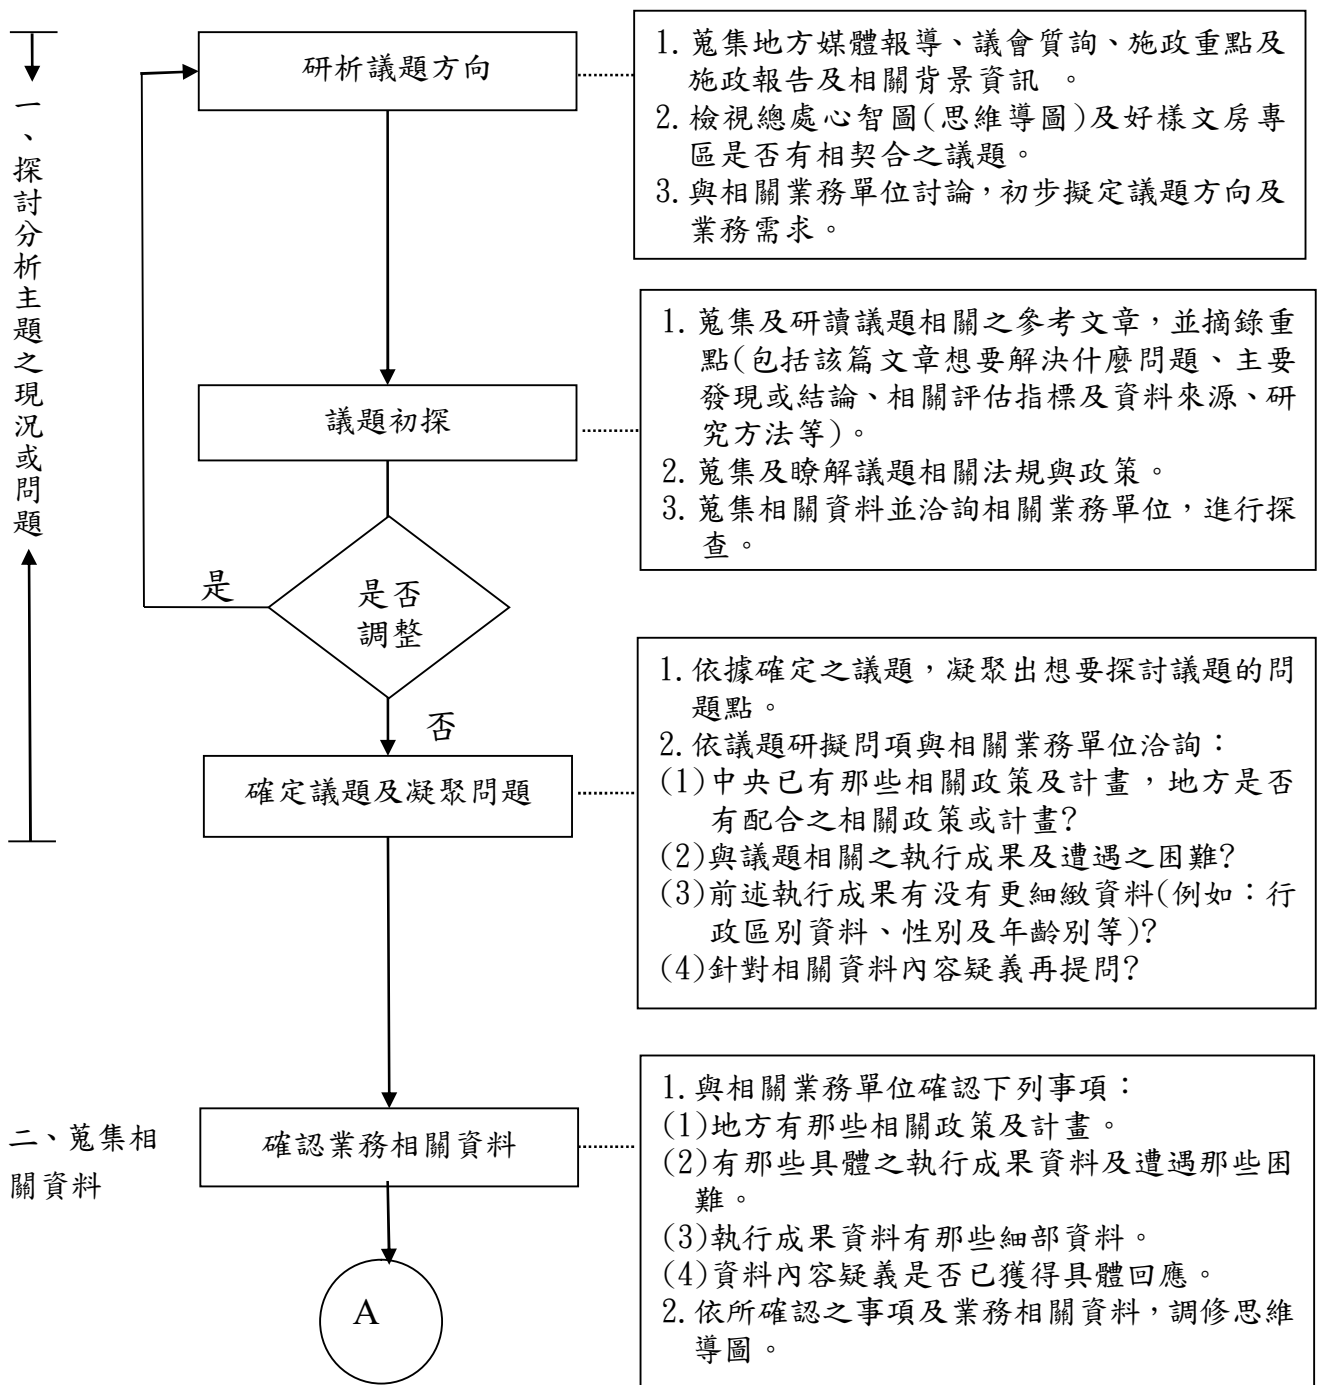 一、探討分析主題之現況或問題
研析議題方向
1.蒐集地方媒體報導、議會質詢、施政重點及
施政報告及相關背景資訊 。
2.檢視總處心智圖(思維導圖)及好樣文房專
區是否有相契合之議題。
3.與相關業務單位討論，初步擬定議題方向及
業務需求。
議題初探
1.蒐集及研讀議題相關之參考文章，並摘錄重
點(包括該篇文章想要解決什麼問題、主要
發現或結論、相關評估指標及資料來源、研
究方法等)。
2.蒐集及瞭解議題相關法規與政策。
3.蒐集相關資料並洽詢相關業務單位，進行探
查。
是否
調整
是
否
確定議題及凝聚問題
1.依據確定之議題，凝聚出想要探討議題的問
題點。
2.依議題研擬問項與相關業務單位洽詢：
(1)中央已有那些相關政策及計畫，地方是否
有配合之相關政策或計畫?
(2)與議題相關之執行成果及遭遇之困難?
(3)前述執行成果有沒有更細緻資料(例如：行
政區別資料、性別及年齡別等)?
(4)針對相關資料內容疑義再提問?
二、蒐集相
關資料
確認業務相關資料
1.與相關業務單位確認下列事項：
(1)地方有那些相關政策及計畫。
(2)有那些具體之執行成果資料及遭遇那些困
難。
(3)執行成果資料有那些細部資料。
(4)資料內容疑義是否已獲得具體回應。
2.依所確認之事項及業務相關資料，調修思維
導圖。
A